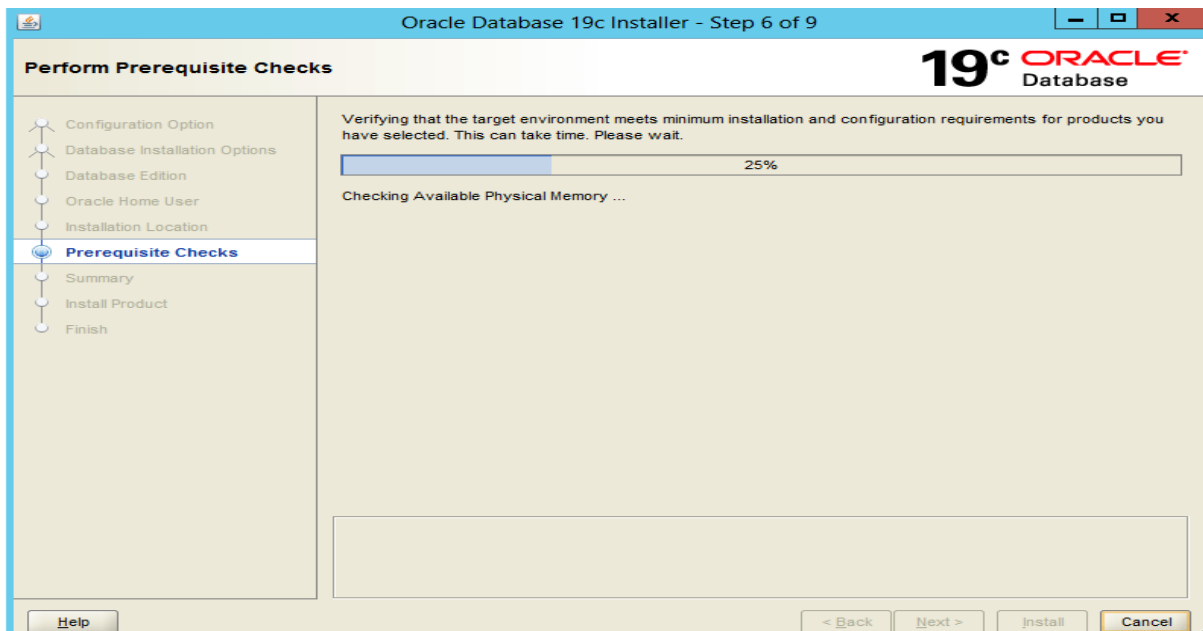 Oracle Database 19c Installer - Step 6 of 9
Perform Prerequisite Checks
19c ORACLE
Database
Configuration Option
Database Installation Options
Database Edition
Oracle Home User
Installation Location
Prerequisite Checks
Summary
Install Product
Finish
Verifying that the target environment meets minimum installation and configuration requirements for products you
have selected. This can take time. Please wait.
25%
Checking Available Physical Memory ...
Help
< Back
Next >
Install
Cancel